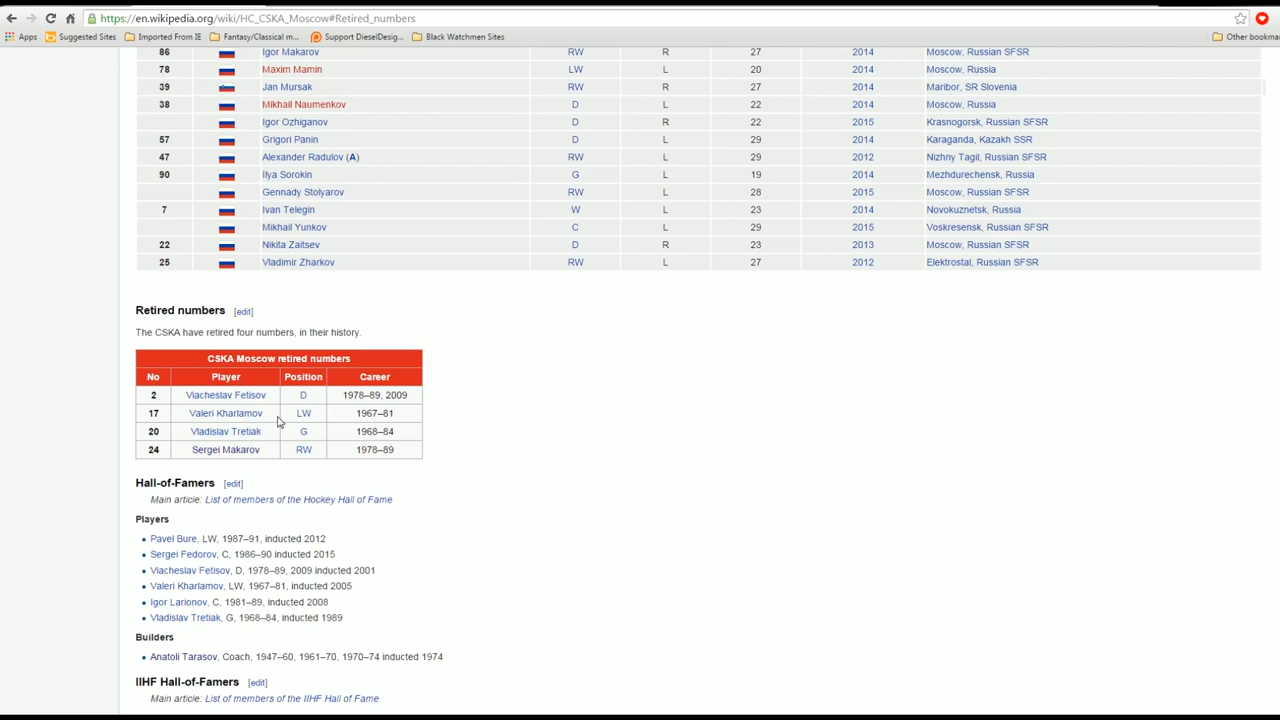 https://en.wikipedia.org/wiki/HC_CSKA_Moscow#Retired_numbers
Apps Suggested Sites Imported From IE Fantasy/Classical m... Support DieselDesig... Black Watchmen Sites Other bookma
86 Igor Makarov RW R 27 2014 Moscow, Russian SFSR
78 Maxim Mamin LW L 20 2014 Moscow, Russia
39 Jan Mursak RW R 27 2014 Maribor, SR Slovenia
38 Mikhail Naumenkov D L 22 2014 Moscow, Russia
Igor Ozhiganov D R 22 2015 Krasnogorsk, Russian SFSR
57 Grigori Panin D L 29 2014 Karaganda, Kazakh SSR
47 Alexander Radulov (A) RW L 29 2012 Nizhny Tagil, Russian SFSR
90 Ilya Sorokin G L 19 2014 Mezhdurechensk, Russia
Gennady Stolyarov RW L 28 2015 Moscow, Russian SFSR
7 Ivan Telegin W L 23 2014 Novokuznetsk, Russia
Mikhail Yunkov C L 29 2015 Voskresensk, Russian SFSR
22 Nikita Zaitsev D R 23 2013 Moscow, Russian SFSR
25 Vladimir Zharkov RW L 27 2012 Elektrostal, Russian SFSR
Retired numbers [edit]
The CSKA have retired four numbers, in their history.
CSKA Moscow retired numbers
No Player Position Career
2 Viacheslav Fetisov D 1978–89, 2009
17 Valeri Kharlamov LW 1967–81
20 Vladislav Tretiak G 1968–84
24 Sergei Makarov RW 1978–89
Hall-of-Famers [edit]
Main article: List of members of the Hockey Hall of Fame
Players
• Pavel Bure, LW, 1987–91, inducted 2012
• Sergei Fedorov, C, 1986–90 inducted 2015
• Viacheslav Fetisov, D, 1978–89, 2009 inducted 2001
• Valeri Kharlamov, LW, 1967–81, inducted 2005
• Igor Larionov, C, 1981–89, inducted 2008
• Vladislav Tretiak, G, 1968–84, inducted 1989
Builders
• Anatoli Tarasov, Coach, 1947–60, 1961–70, 1970–74 inducted 1974
IIHF Hall-of-Famers [edit]
Main article: List of members of the IIHF Hall of Fame